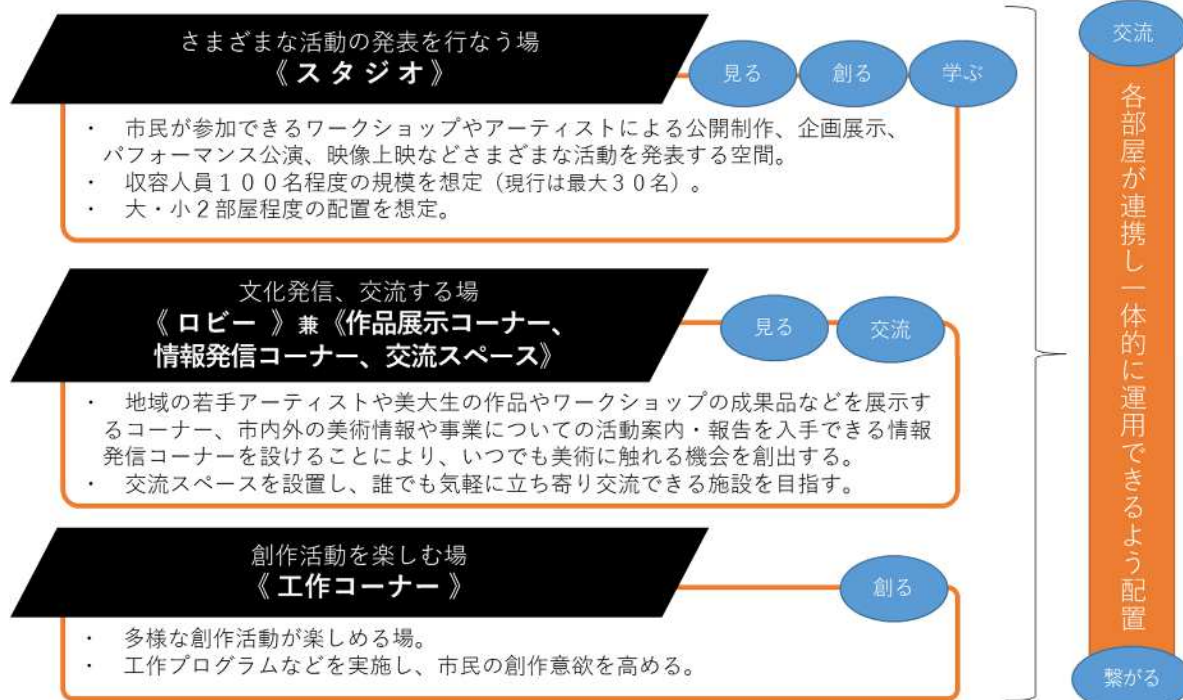 さまざまな活動の発表を行なう場
《スタジオ》
見る 創る 学ぶ
・ 市民が参加できるワークショップやアーティストによる公開制作、企画展示、
パフォーマンス公演、映像上映などさまざまな活動を発表する空間。
・ 収容人員１００名程度の規模を想定（現行は最大３０名）。
・ 大・小２部屋程度の配置を想定。
文化発信、交流する場
《 ロビー 》兼《作品展示コーナー、
情報発信コーナー、交流スペース》
見る 交流
・ 地域の若手アーティストや美大生の作品やワークショップの成果品などを展示す
るコーナー、市内外の美術情報や事業についての活動案内・報告を入手できる情報
発信コーナーを設けることにより、いつでも美術に触れる機会を創出する。
・ 交流スペースを設置し、誰でも気軽に立ち寄り交流できる施設を目指す。
創作活動を楽しむ場
《 工作コーナー 》
創る
・ 多様な創作活動が楽しめる場。
・ 工作プログラムなどを実施し、市民の創作意欲を高める。
交流
各部屋が連携し一体的に運用できるよう配置
繋がる